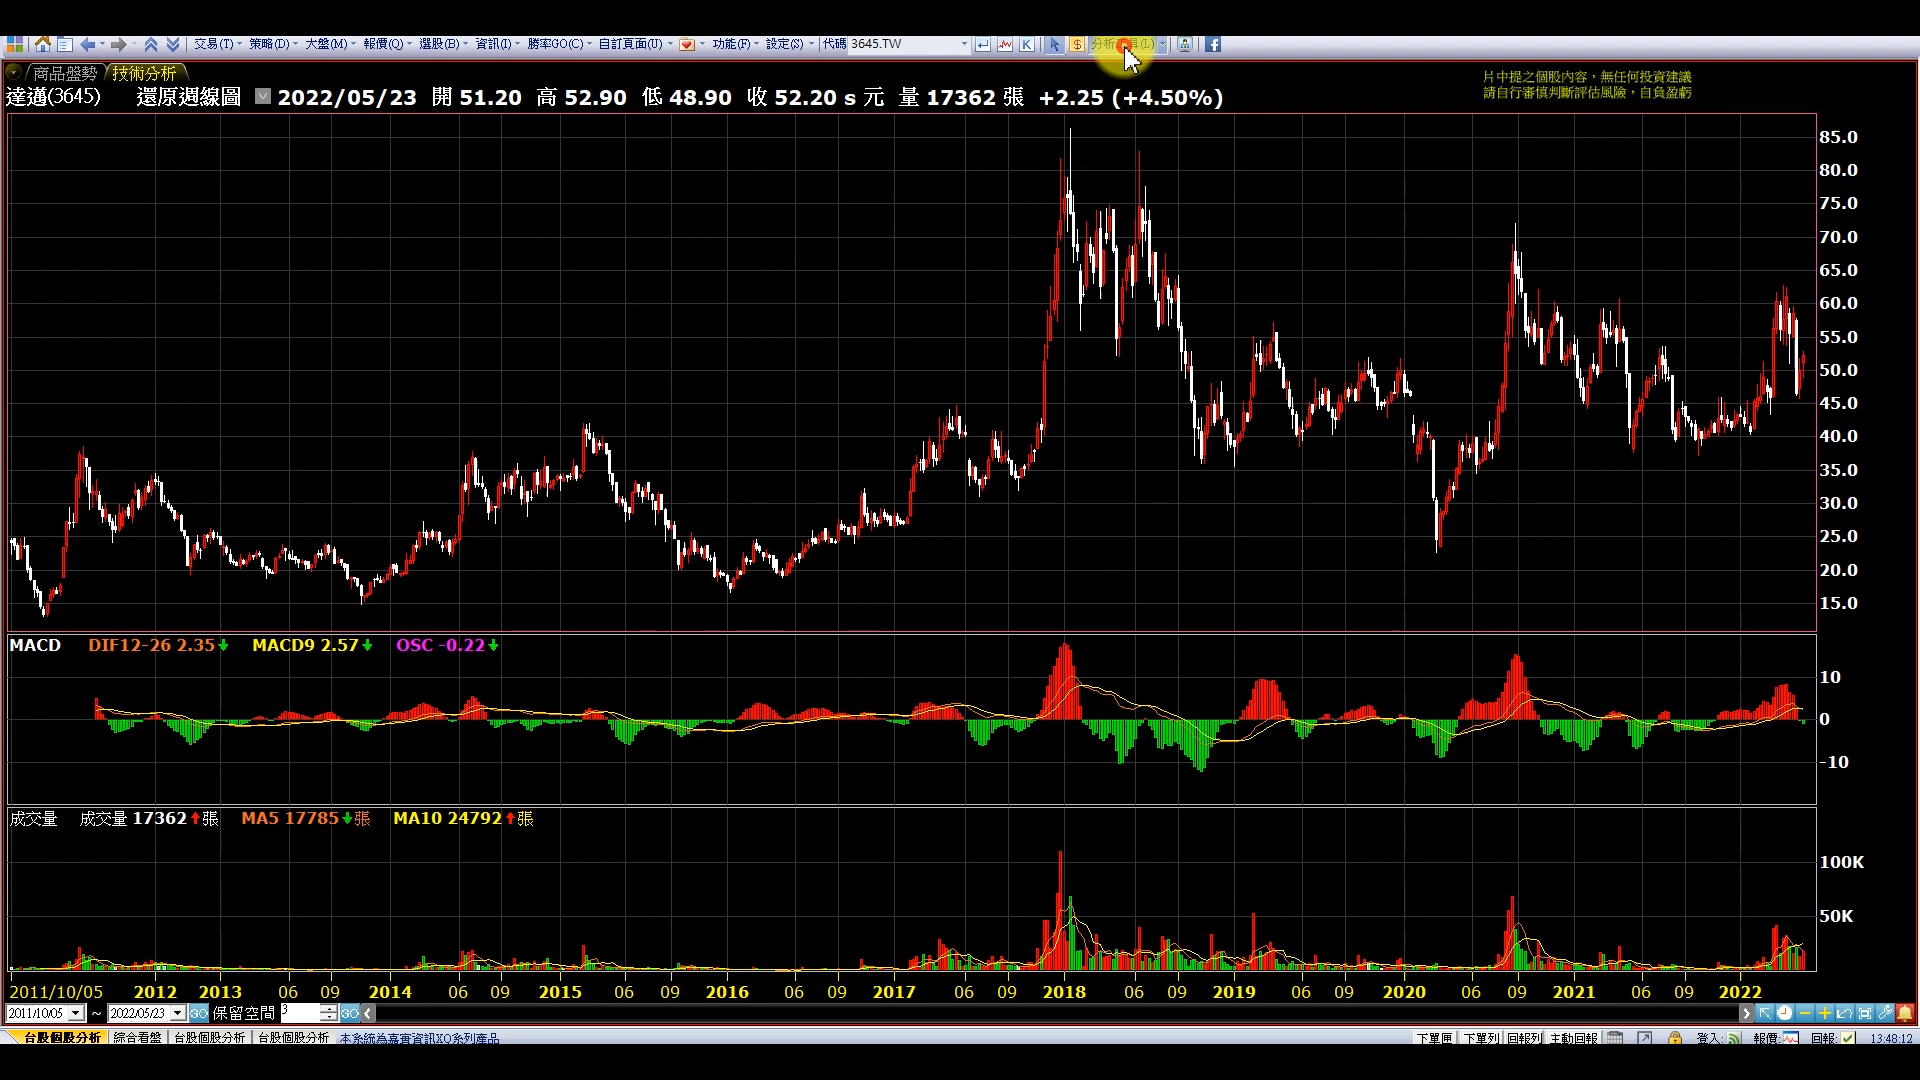 交易(T) 策略(D) 大盤(M) 報價(Q) 選股(B) 資訊(I) 勝率GO(C) 自訂頁面(U) 功能(F) 設定(S) 代碼 3645.TW K $ 分析工具(L) f
商品盤勢 技術分析
達邁(3645) 還原週線圖 2022/05/23 開 51.20 高 52.90 低 48.90 收 52.20 s 元 量 17362 張 +2.25 (+4.50%)
片中提之個股內容，無任何投資建議
請自行審慎判斷評估風險，自負盈虧
85.0
80.0
75.0
70.0
65.0
60.0
55.0
50.0
45.0
40.0
35.0
30.0
25.0
20.0
15.0
MACD DIF12-26 2.35 MACD9 2.57 OSC -0.22
10
0
-10
成交量 成交量 17362 張 MA5 17785 張 MA10 24792 張
100K
50K
2011/10/05 2012 2013 06 09 2014 06 09 2015 06 09 2016 06 09 2017 06 09 2018 06 09 2019 06 09 2020 06 09 2021 06 09 2022
2011/10/05 ~ 2022/05/23 GO 保留空間 3 GO
台股個股分析 綜合看盤 台股個股分析 台股個股分析 本系統為嘉實資訊XQ系列產品 下單匣 下單列 回報列 主動回報 登入: 報價: 回報: 13:48:12